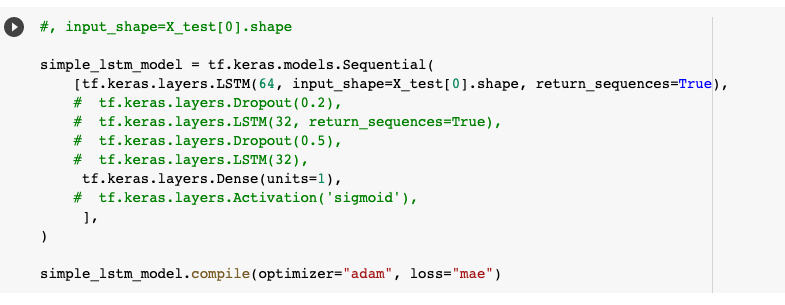 #, input_shape=X_test[0].shape
simple_lstm_model = tf.keras.models.Sequential(
[tf.keras.layers.LSTM(64, input_shape=X_test[0].shape, return_sequences=True),
# tf.keras.layers.Dropout(0.2),
# tf.keras.layers.LSTM(32, return_sequences=True),
# tf.keras.layers.Dropout(0.5),
# tf.keras.layers.LSTM(32),
tf.keras.layers.Dense(units=1),
# tf.keras.layers.Activation('sigmoid'),
],
)
simple_lstm_model.compile(optimizer="adam", loss="mae")